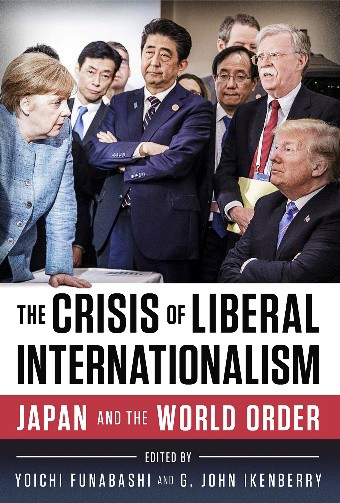 THE CRISIS OF LIBERAL
INTERNATIONALISM
JAPAN AND THE WORLD ORDER
EDITED BY
YOICHI FUNABASHI AND G. JOHN IKENBERRY